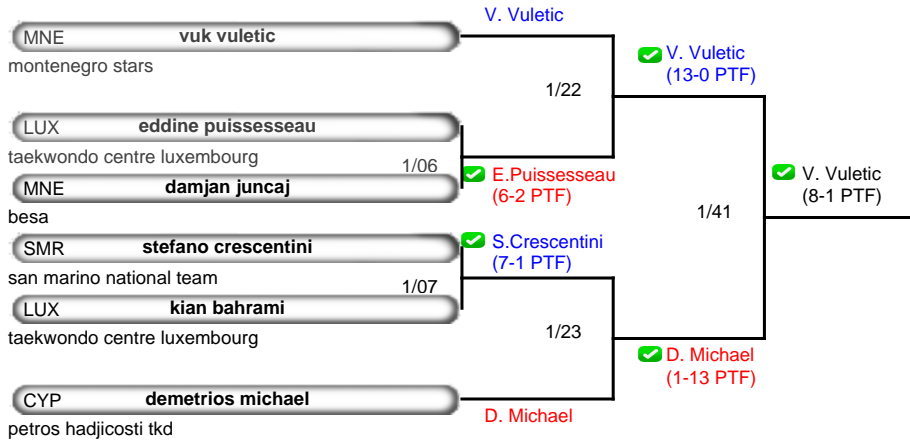 V. Vuletic
MNE vuk vuletic
montenegro stars
V. Vuletic
(13-0 PTF)
1/22
LUX eddine puissesseau
taekwondo centre luxembourg
1/06
E.Puissesseau
(6-2 PTF)
MNE damjan juncaj
besa
V. Vuletic
(8-1 PTF)
1/41
SMR stefano crescentini
san marino national team
S.Crescentini
(7-1 PTF)
1/07
LUX kian bahrami
taekwondo centre luxembourg
1/23
D. Michael
(1-13 PTF)
CYP demetrios michael
petros hadjicosti tkd
D. Michael